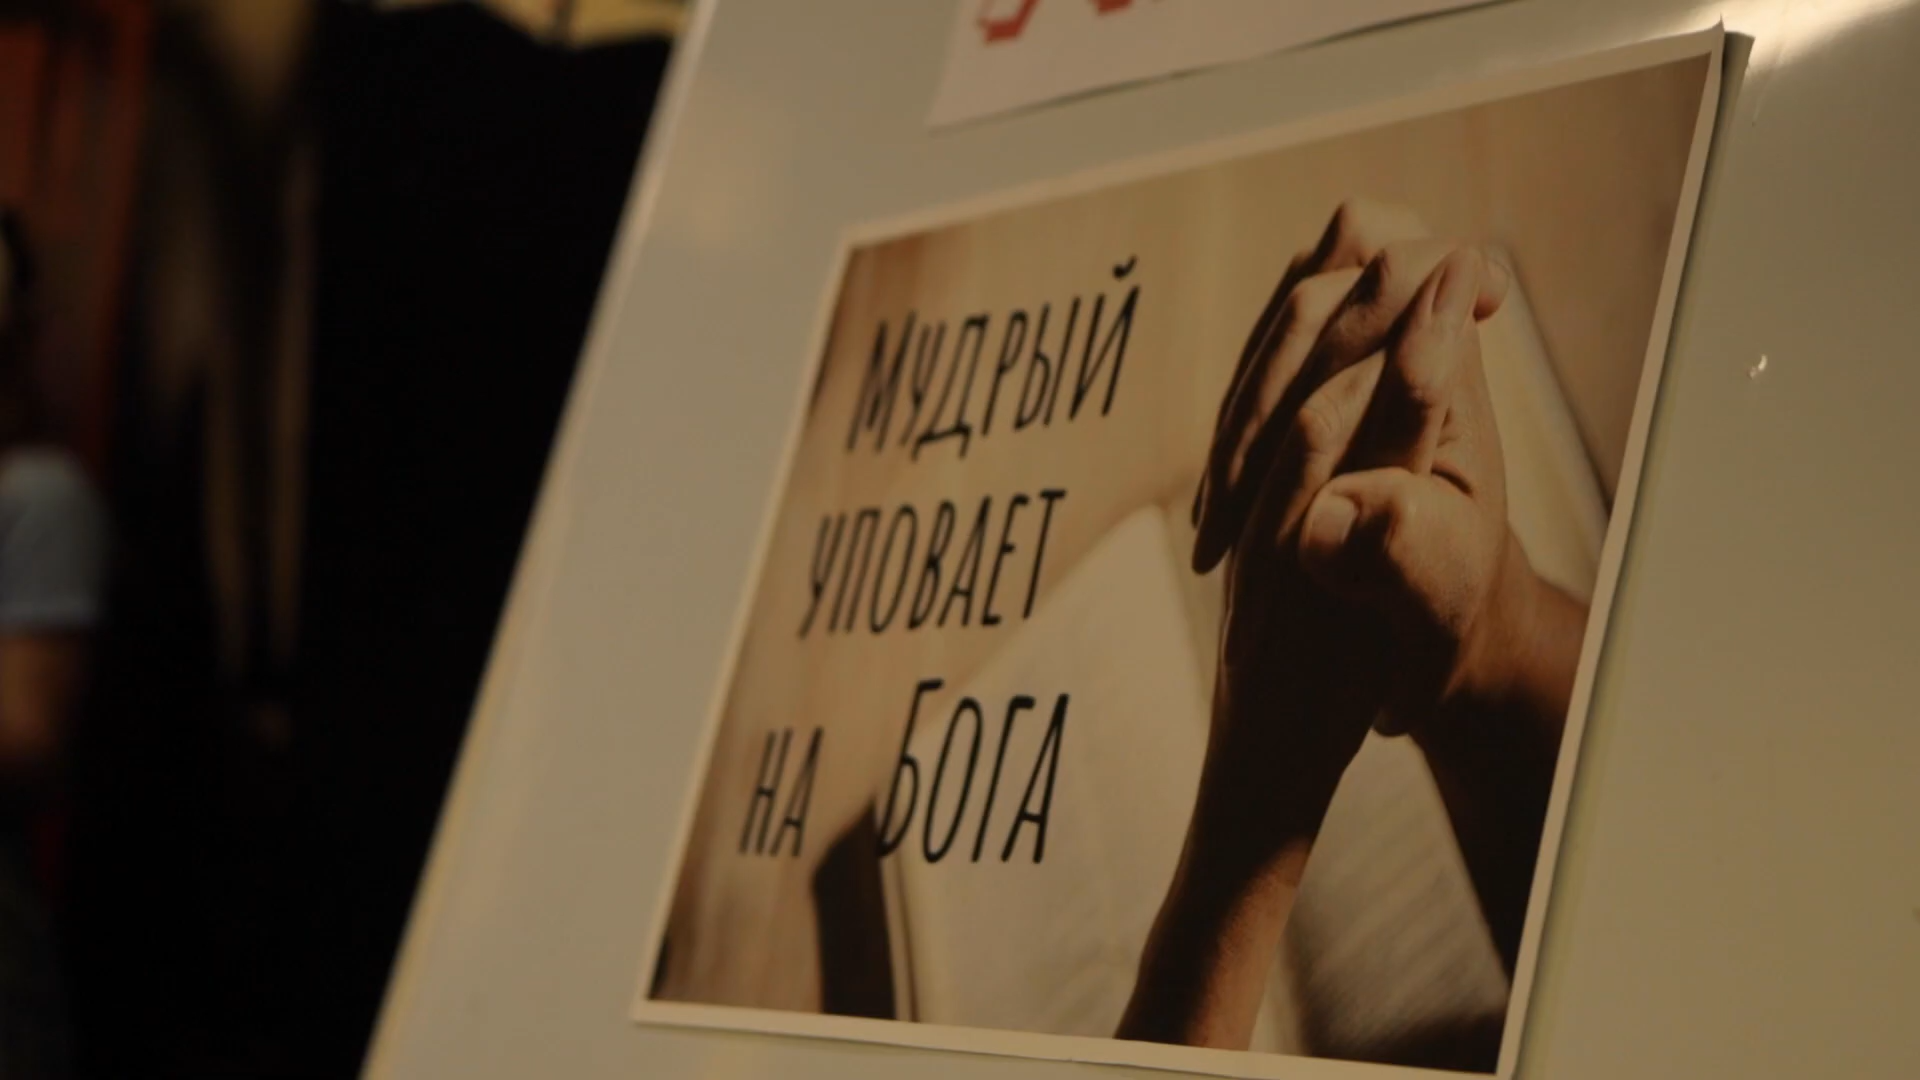 Мудрый
уповает
на Бога